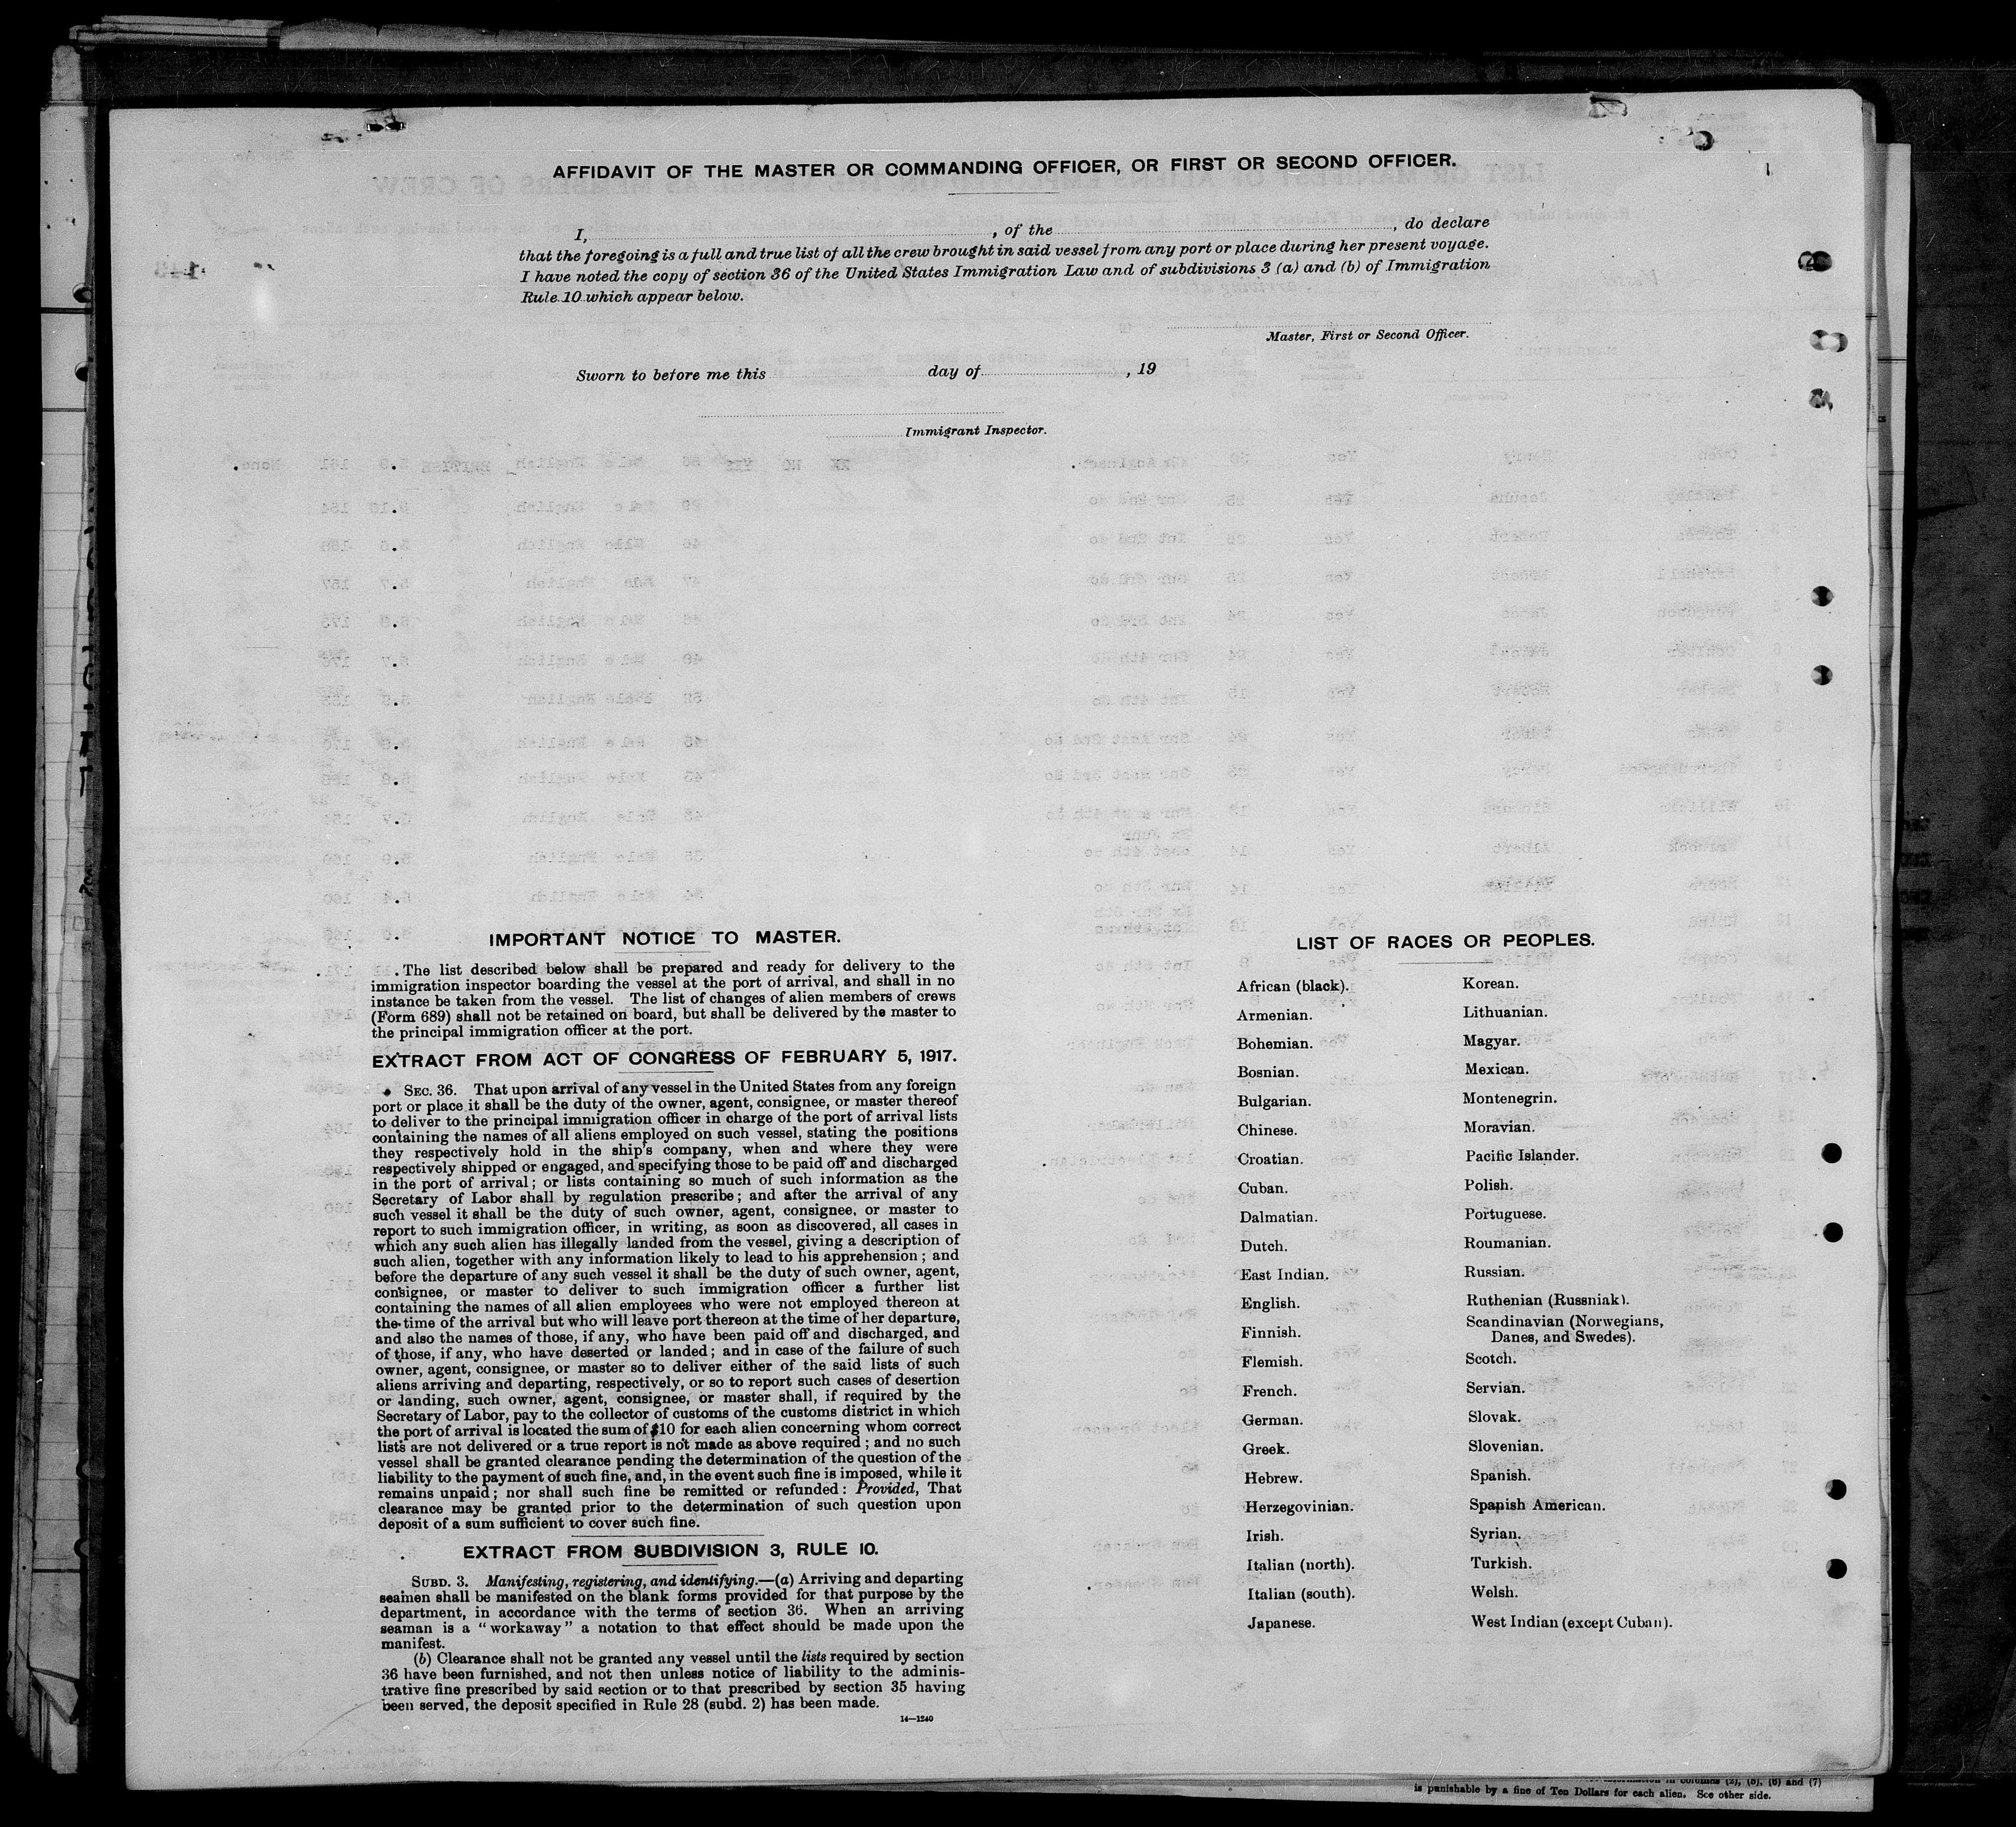 AFFIDAVIT OF THE MASTER OR COMMANDING OFFICER, OR FIRST OR SECOND OFFICER.
I, , of the , do declare
that the foregoing is a full and true list of all the crew brought in said vessel from any port or place during her present voyage.
I have noted the copy of section 36 of the United States Immigration Law and of subdivisions 3 (a) and (b) of Immigration
Rule 10 which appear below.
Master, First or Second Officer.
Sworn to before me this day of , 19
Immigrant Inspector.
IMPORTANT NOTICE TO MASTER.
The list described below shall be prepared and ready for delivery to the
immigration inspector boarding the vessel at the port of arrival, and shall in no
instance be taken from the vessel. The list of changes of alien members of crews
(Form 689) shall not be retained on board, but shall be delivered by the master to
the principal immigration officer at the port.
EXTRACT FROM ACT OF CONGRESS OF FEBRUARY 5, 1917.
SEC. 36. That upon arrival of any vessel in the United States from any foreign
port or place it shall be the duty of the owner, agent, consignee, or master thereof
to deliver to the principal immigration officer in charge of the port of arrival lists
containing the names of all aliens employed on such vessel, stating the positions
they respectively hold in the ship's company, when and where they were
respectively shipped or engaged, and specifying those to be paid off and discharged
in the port of arrival; or lists containing so much of such information as the
Secretary of Labor shall by regulation prescribe; and after the arrival of any
such vessel it shall be the duty of such owner, agent, consignee, or master to
report to such immigration officer, in writing, as soon as discovered, all cases in
which any such alien has illegally landed from the vessel, giving a description of
such alien, together with any information likely to lead to his apprehension; and
before the departure of any such vessel it shall be the duty of such owner, agent,
consignee, or master to deliver to such immigration officer a further list
containing the names of all alien employees who were not employed thereon at
the time of the arrival but who will leave port thereon at the time of her departure,
and also the names of those, if any, who have been paid off and discharged, and
of those, if any, who have deserted or landed; and in case of the failure of such
owner, agent, consignee, or master so to deliver either of the said lists of such
aliens arriving and departing, respectively, or so to report such cases of desertion
or landing, such owner, agent, consignee, or master shall, if required by the
Secretary of Labor, pay to the collector of customs of the customs district in which
the port of arrival is located the sum of $10 for each alien concerning whom correct
lists are not delivered or a true report is not made as above required; and no such
vessel shall be granted clearance pending the determination of the question of the
liability to the payment of such fine, and, in the event such fine is imposed, while it
remains unpaid; nor shall such fine be remitted or refunded: Provided, That
clearance may be granted prior to the determination of such question upon
deposit of a sum sufficient to cover such fine.
EXTRACT FROM SUBDIVISION 3, RULE 10.
SUBD. 3. Manifesting, registering, and identifying.—(a) Arriving and departing
seamen shall be manifested on the blank forms provided for that purpose by the
department, in accordance with the terms of section 36. When an arriving
seaman is a "workaway" a notation to that effect should be made upon the
manifest.
(b) Clearance shall not be granted any vessel until the lists required by section
36 have been furnished, and not then unless notice of liability to the adminis-
trative fine prescribed by said section or to that prescribed by section 35 having
been served, the deposit specified in Rule 28 (subd. 2) has been made.
14—1240
LIST OF RACES OR PEOPLES.
African (black).
Armenian.
Bohemian.
Bosnian.
Bulgarian.
Chinese.
Croatian.
Cuban.
Dalmatian.
Dutch.
East Indian.
English.
Finnish.
Flemish.
French.
German.
Greek.
Hebrew.
Herzegovinian.
Irish.
Italian (north).
Italian (south).
Japanese.
Korean.
Lithuanian.
Magyar.
Mexican.
Montenegrin.
Moravian.
Pacific Islander.
Polish.
Portuguese.
Roumanian.
Russian.
Ruthenian (Russniak).
Scandinavian (Norwegians,
Danes, and Swedes).
Scotch.
Servian.
Slovak.
Slovenian.
Spanish.
Spanish American.
Syrian.
Turkish.
Welsh.
West Indian (except Cuban).
information in columns (2), (5), (6) and (7)
is punishable by a fine of Ten Dollars for each alien. See other side.